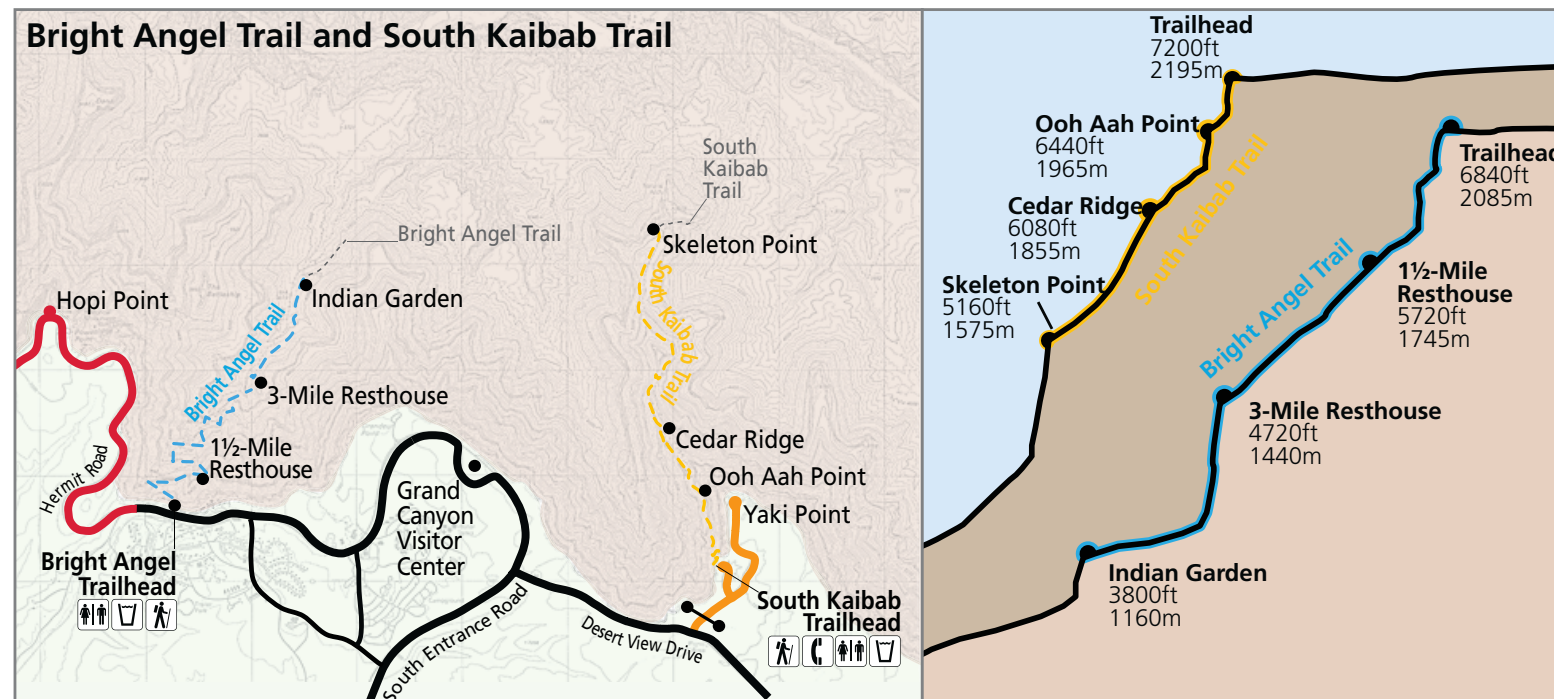 Bright Angel Trail and South Kaibab Trail
South
Kaibab
Trail
Bright Angel Trail
Skeleton Point
Indian Garden
Hopi Point
Bright Angel Trail
South Kaibab Trail
3-Mile Resthouse
1½-Mile
Resthouse
Cedar Ridge
Ooh Aah Point
Yaki Point
Hermit Road
Grand
Canyon
Visitor
Center
Bright Angel
Trailhead
South Kaibab
Trailhead
South Entrance Road
Desert View Drive
Trailhead
7200ft
2195m
Ooh Aah Point
6440ft
1965m
Cedar Ridge
6080ft
1855m
Skeleton Point
5160ft
1575m
South Kaibab Trail
Trailhead
6840ft
2085m
Bright Angel Trail
1½-Mile
Resthouse
5720ft
1745m
3-Mile Resthouse
4720ft
1440m
Indian Garden
3800ft
1160m